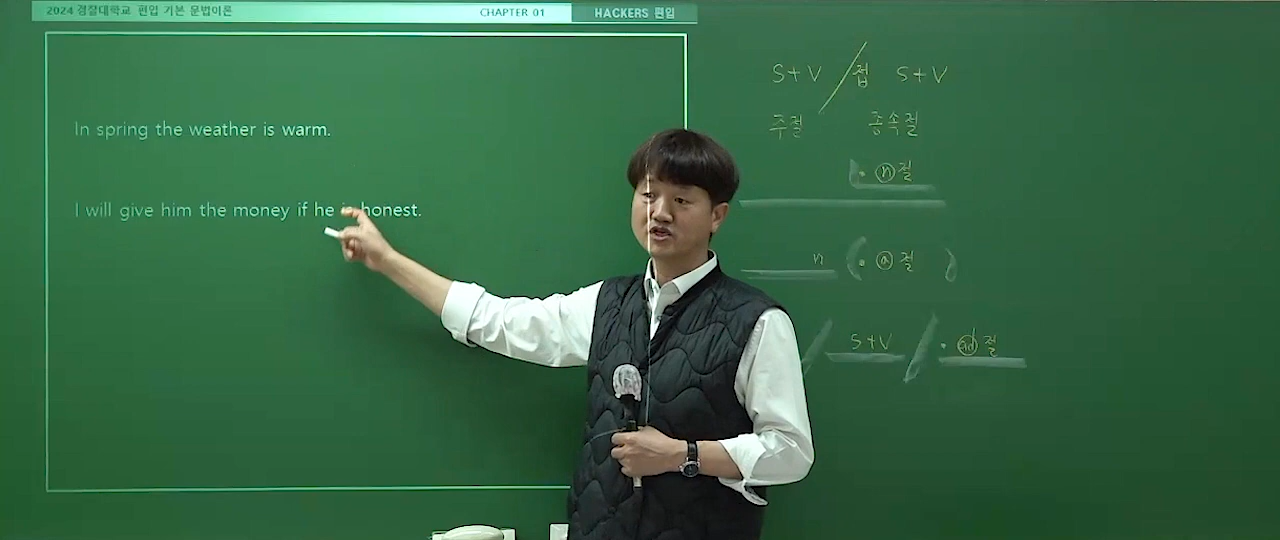 2024 경찰대학교 편입 기본 문법이론 CHAPTER 01 HACKERS 편입
In spring the weather is warm.
I will give him the money if he is honest.
S+V / 접 S+V
주절 종속절
· ⓝ절
n ( · ⓐ절 )
/ S+V / · ad절